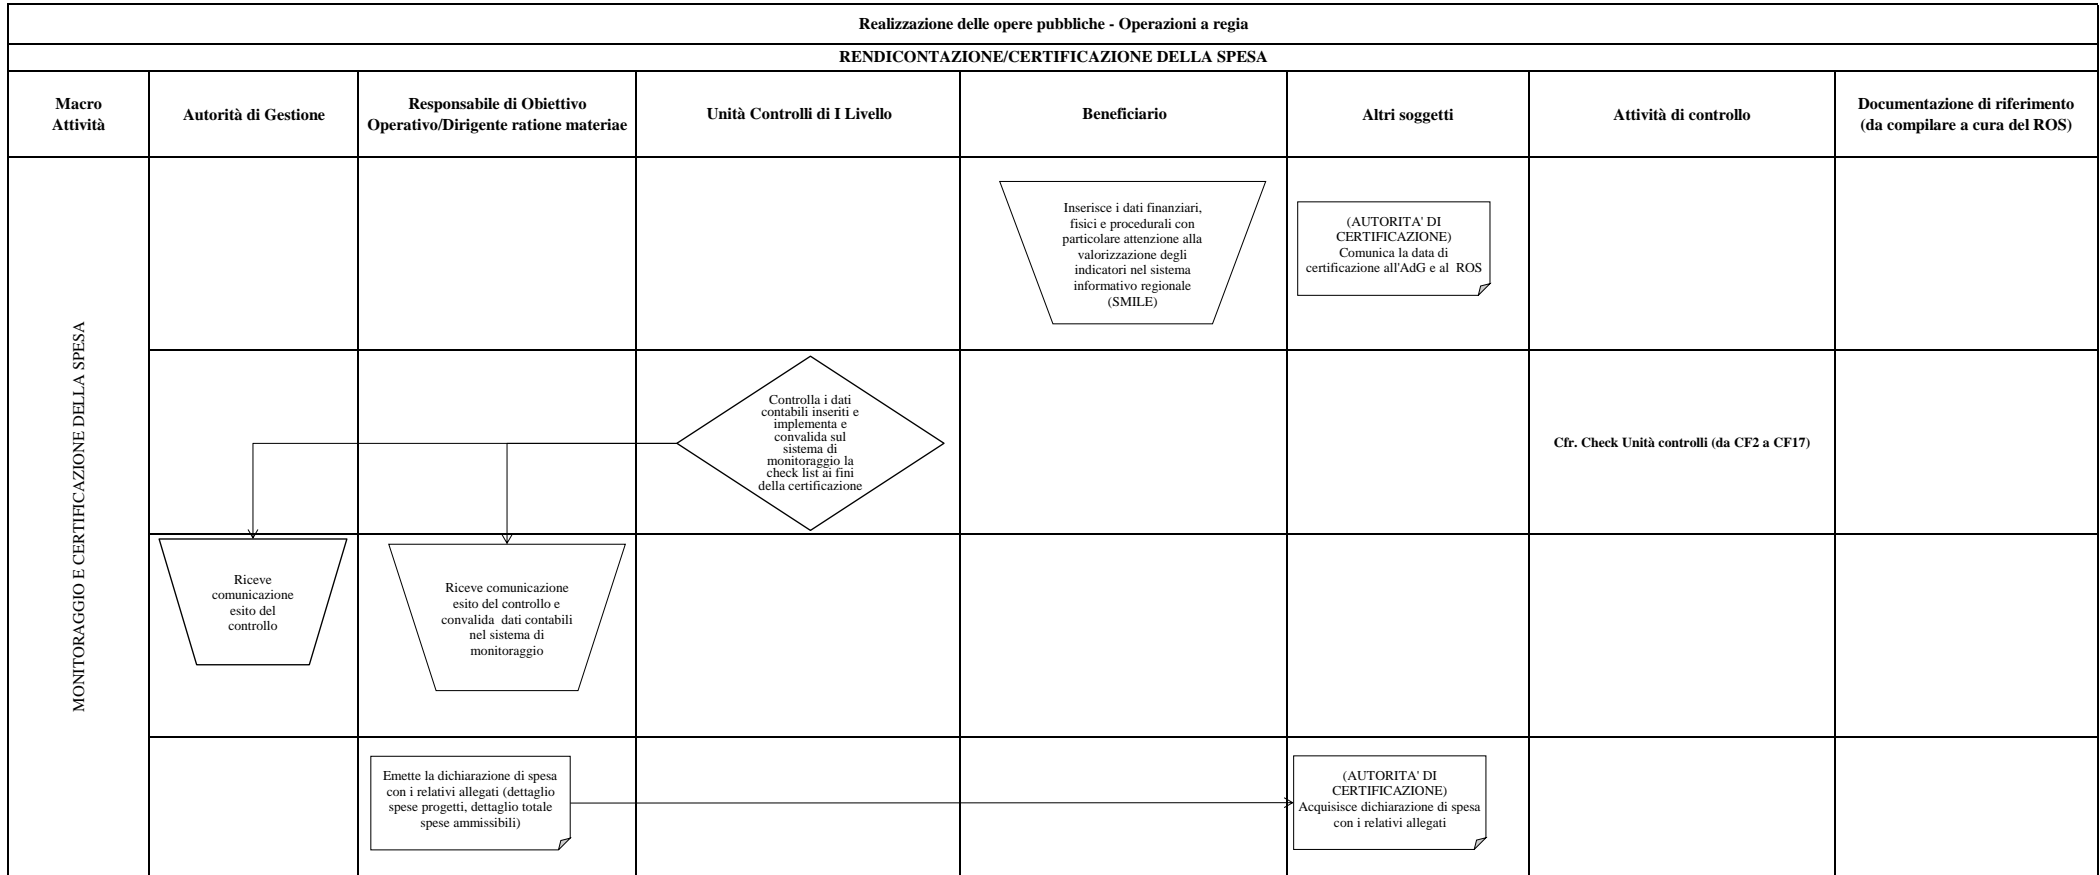 Realizzazione delle opere pubbliche - Operazioni a regia
RENDICONTAZIONE/CERTIFICAZIONE DELLA SPESA
Macro
Attività
Autorità di Gestione
Responsabile di Obiettivo
Operativo/Dirigente ratione materiae
Unità Controlli di I Livello
Beneficiario
Altri soggetti
Attività di controllo
Documentazione di riferimento
(da compilare a cura del ROS)
MONITORAGGIO E CERTIFICAZIONE DELLA SPESA
Inserisce i dati finanziari,
fisici e procedurali con
particolare attenzione alla
valorizzazione degli
indicatori nel sistema
informativo regionale
(SMILE)
(AUTORITA' DI
CERTIFICAZIONE)
Comunica la data di
certificazione all'AdG e al ROS
Controlla i dati
contabili inseriti e
implementa e
convalida sul
sistema di
monitoraggio la
check list ai fini
della certificazione
Cfr. Check Unità controlli (da CF2 a CF17)
Riceve
comunicazione
esito del
controllo
Riceve comunicazione
esito del controllo e
convalida dati contabili
nel sistema di
monitoraggio
Emette la dichiarazione di spesa
con i relativi allegati (dettaglio
spese progetti, dettaglio totale
spese ammissibili)
(AUTORITA' DI
CERTIFICAZIONE)
Acquisisce dichiarazione di spesa
con i relativi allegati